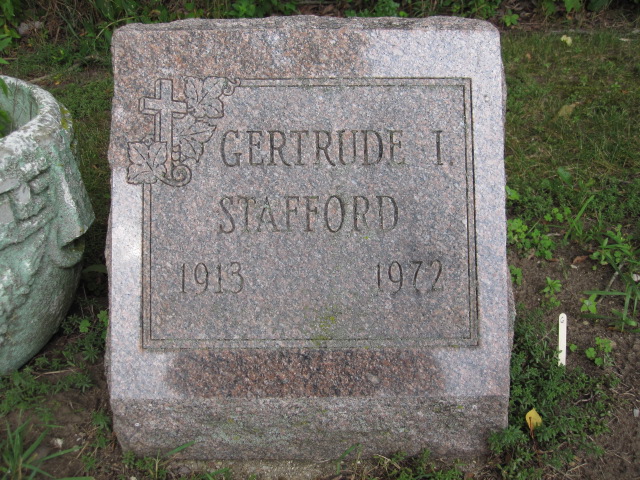 GERTRUDE I.
STAFFORD
1913 1972